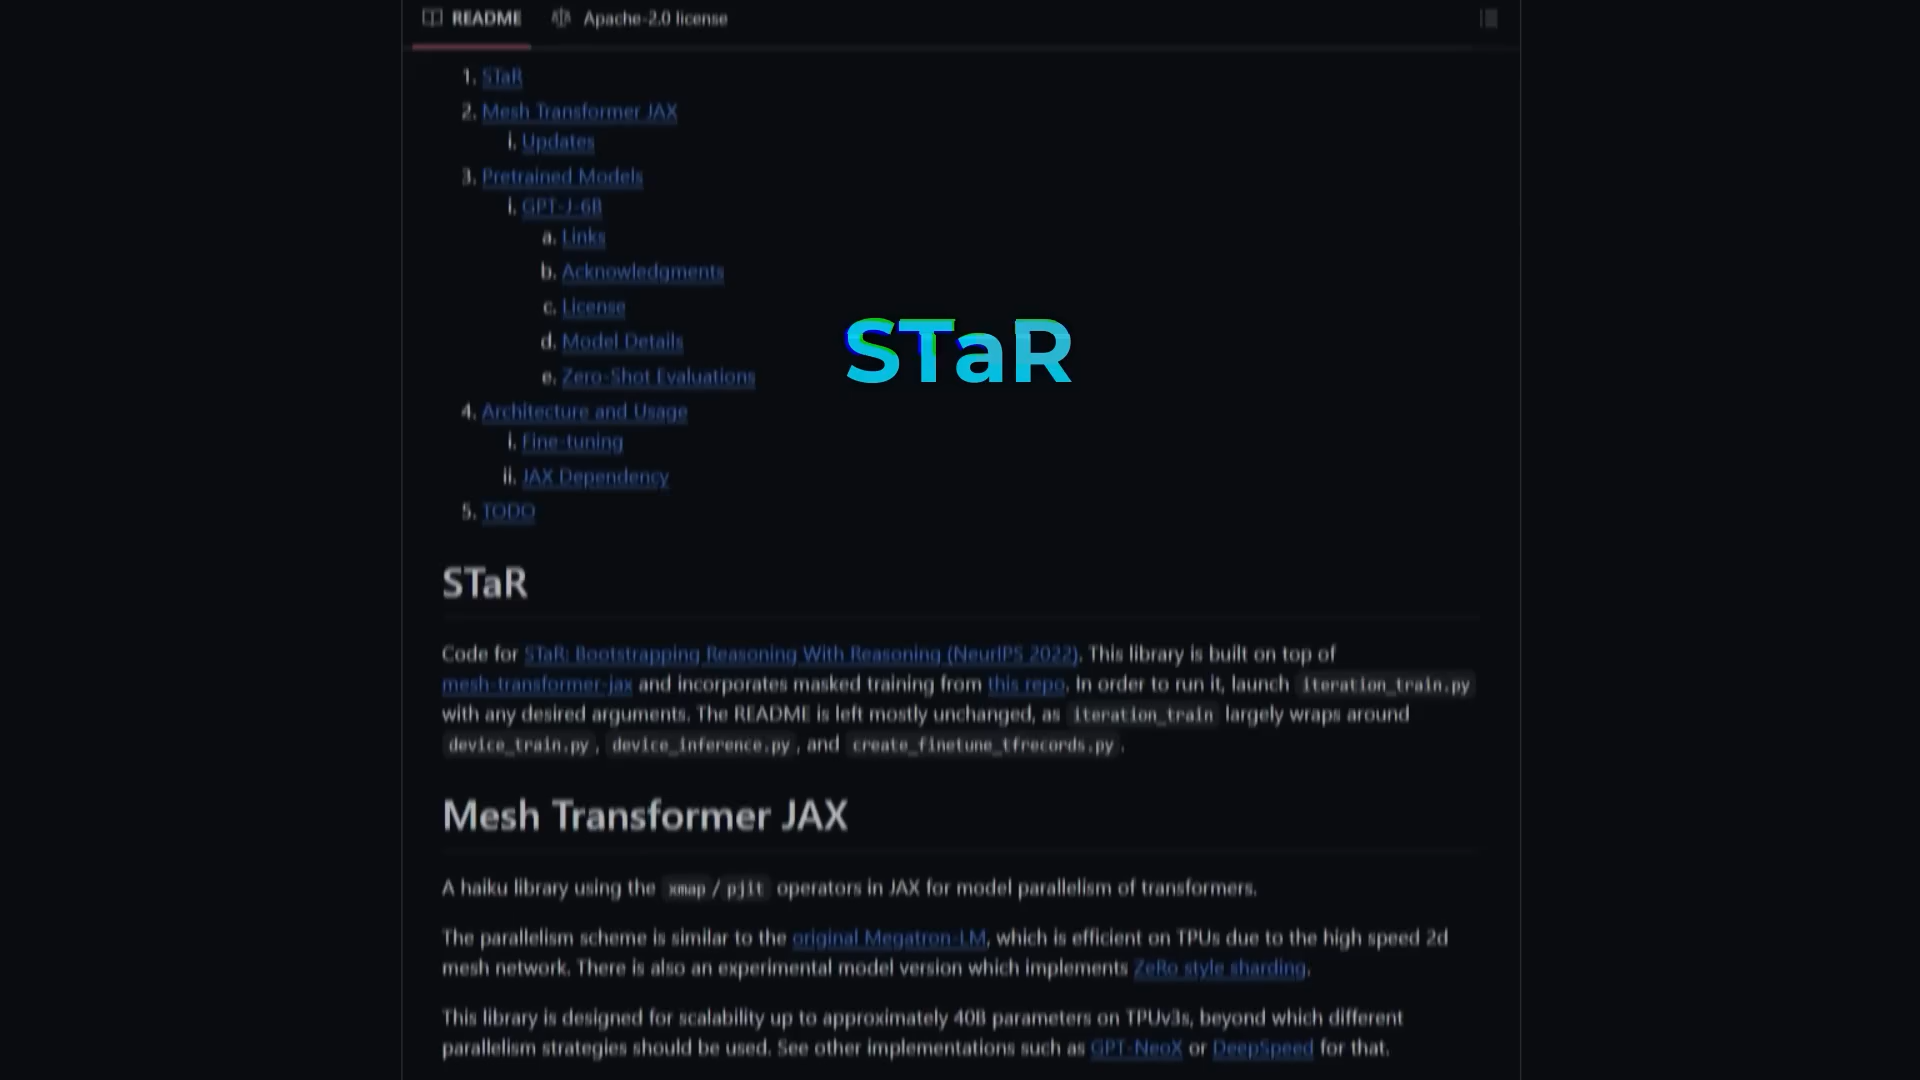 README Apache-2.0 license
1. STaR
2. Mesh Transformer JAX
i. Updates
3. Pretrained Models
i. GPT-J-6B
a. Links
b. Acknowledgments
c. License
d. Model Details
e. Zero-Shot Evaluations
STaR
4. Architecture and Usage
i. Fine-tuning
ii. JAX Dependency
5. TODO
STaR
Code for STaR: Bootstrapping Reasoning With Reasoning (NeurIPS 2022). This library is built on top of
mesh-transformer-jax and incorporates masked training from this repo. In order to run it, launch iteration_train.py
with any desired arguments. The README is left mostly unchanged, as iteration_train largely wraps around
device_train.py, device_inference.py, and create_finetune_tfrecords.py.
Mesh Transformer JAX
A haiku library using the xmap/pjit operators in JAX for model parallelism of transformers.
The parallelism scheme is similar to the original Megatron-LM, which is efficient on TPUs due to the high speed 2d
mesh network. There is also an experimental model version which implements ZeRo style sharding.
This library is designed for scalability up to approximately 40B parameters on TPUv3s, beyond which different
parallelism strategies should be used. See other implementations such as GPT-NeoX or DeepSpeed for that.